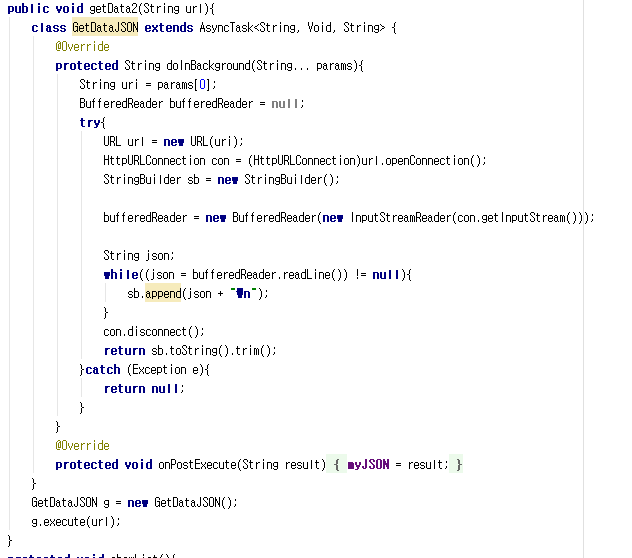 public void getData2(String url){
    class GetDataJSON extends AsyncTask<String, Void, String> {
        @Override
        protected String doInBackground(String... params){
            String uri = params[0];
            BufferedReader bufferedReader = null;
            try{
                URL url = new URL(uri);
                HttpURLConnection con = (HttpURLConnection)url.openConnection();
                StringBuilder sb = new StringBuilder();

                bufferedReader = new BufferedReader(new InputStreamReader(con.getInputStream()));

                String json;
                while((json = bufferedReader.readLine()) != null){
                    sb.append(json + "₩n");
                }
                con.disconnect();
                return sb.toString().trim();
            }catch (Exception e){
                return null;
            }
        }
        @Override
        protected void onPostExecute(String result) { myJSON = result; }
    }
    GetDataJSON g = new GetDataJSON();
    g.execute(url);
}